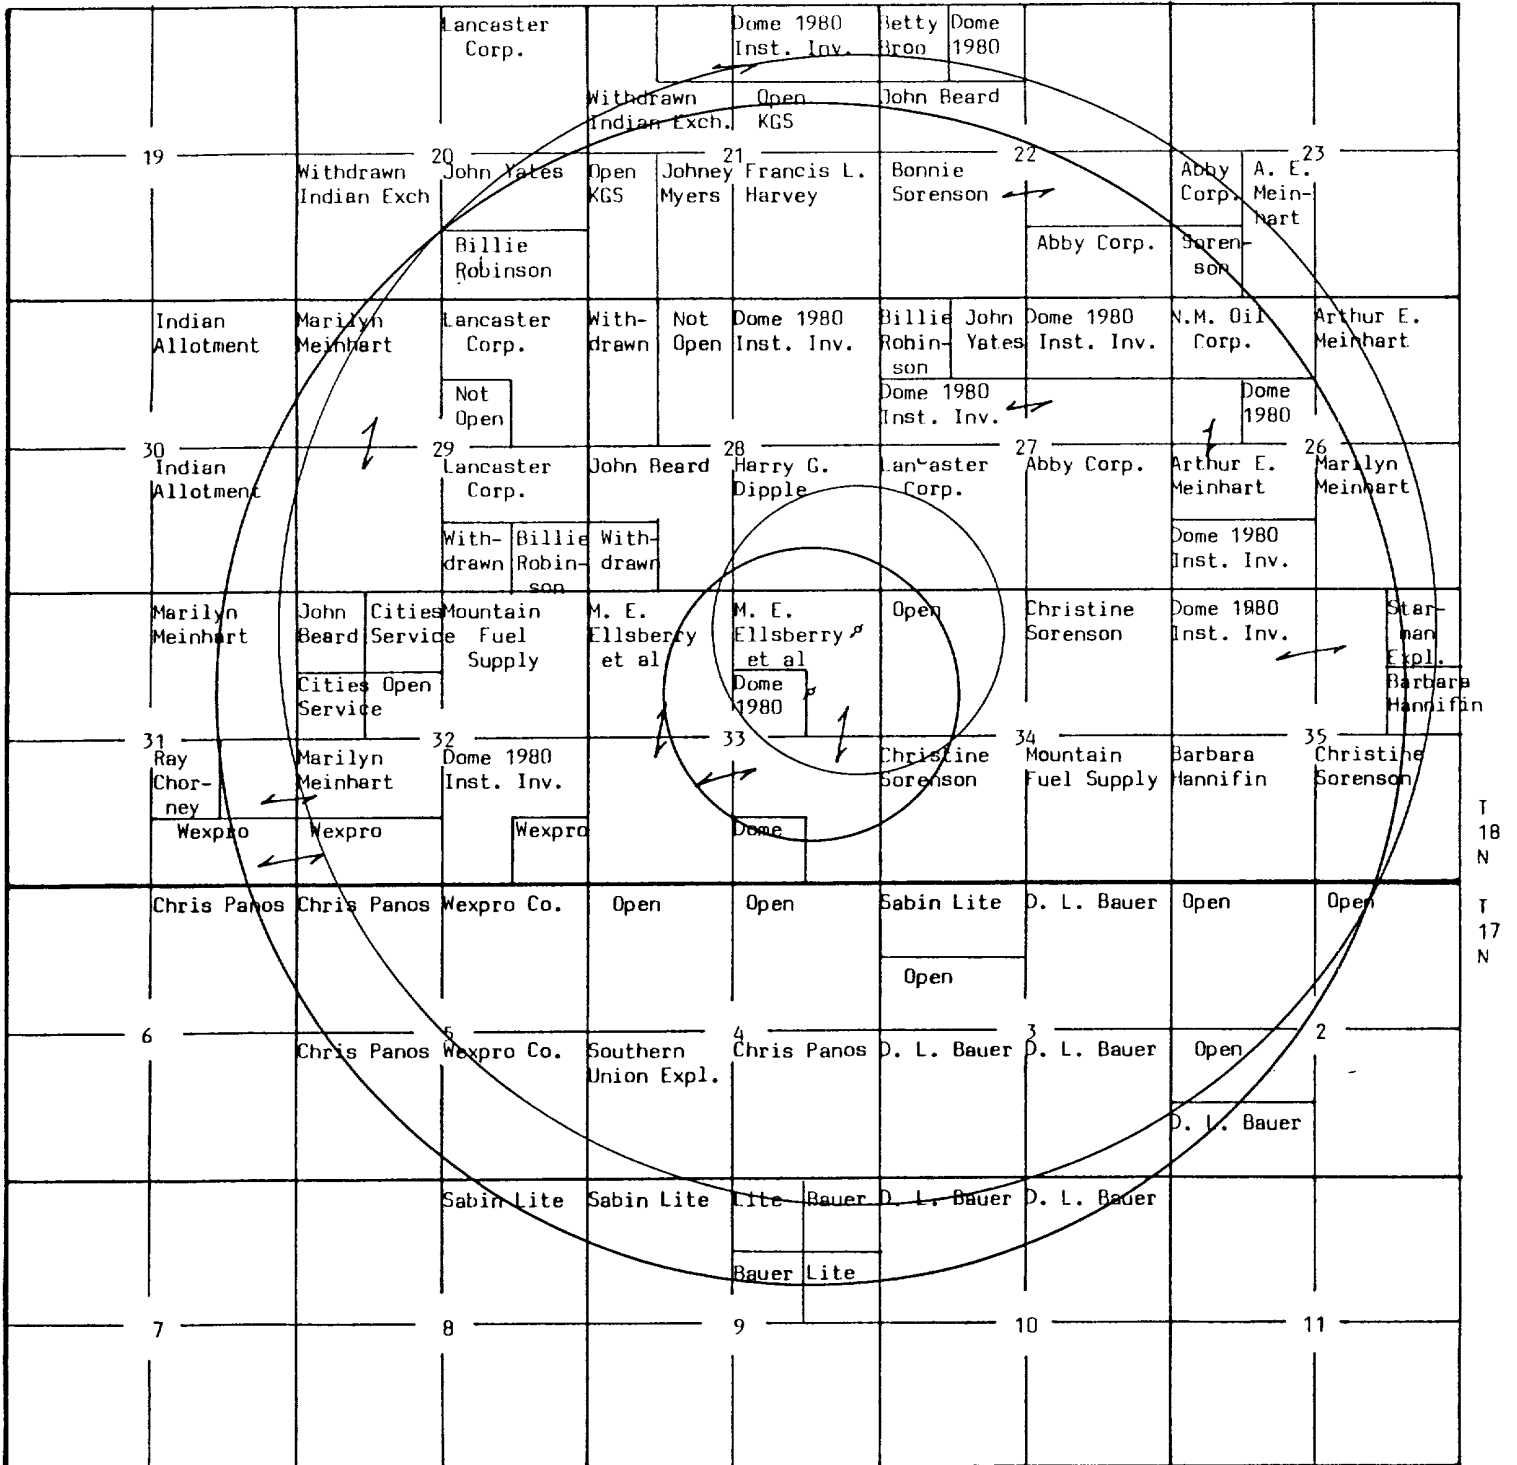 Lancaster
Corp.
Dome 1980
Inst. Inv.
Betty
Broo
Dome
1980
Withdrawn
Indian Exch.
Open
KGS
John Beard
19
20
21
22
23
Withdrawn
Indian Exch
John Yates
Open
KGS
Johney
Myers
Francis L.
Harvey
Bonnie
Sorenson
Abby
Corp.
A. E.
Mein-
hart
Billie
Robinson
Abby Corp.
Soren-
son
Indian
Allotment
Marilyn
Meinhart
Lancaster
Corp.
With-
drawn
Not
Open
Dome 1980
Inst. Inv.
Billie
Robin-
son
John
Yates
Dome 1980
Inst. Inv.
N.M. Oil
Corp.
Arthur E.
Meinhart
Not
Open
Dome 1980
Inst. Inv.
Dome
1980
30
29
28
27
26
Indian
Allotment
Lancaster
Corp.
John Beard
Harry G.
Dipple
Lancaster
Corp.
Abby Corp.
Arthur E.
Meinhart
Marilyn
Meinhart
With-
drawn
Billie
Robin-
son
With-
drawn
Dome 1980
Inst. Inv.
Marilyn
Meinhart
John
Beard
Cities
Service
Mountain
Fuel
Supply
M. E.
Ellsberry
et al
M. E.
Ellsberry
et al
Open
Christine
Sorenson
Dome 1980
Inst. Inv.
Star-
man
Expl.
Cities
Service
Open
Dome
1980
Barbara
Hannifin
31
32
33
34
35
Ray
Chor-
ney
Marilyn
Meinhart
Dome 1980
Inst. Inv.
Christine
Sorenson
Mountain
Fuel Supply
Barbara
Hannifin
Christine
Sorenson
Wexpro
Wexpro
Wexpro
Dome
T
18
N
Chris Panos
Chris Panos
Wexpro Co.
Open
Open
Sabin Lite
D. L. Bauer
Open
Open
T
17
N
Open
6
5
4
3
2
Chris Panos
Wexpro Co.
Southern
Union Expl.
Chris Panos
D. L. Bauer
D. L. Bauer
Open
D. L. Bauer
Sabin Lite
Sabin Lite
Lite
Bauer
D. L. Bauer
D. L. Bauer
Bauer
Lite
7
8
9
10
11